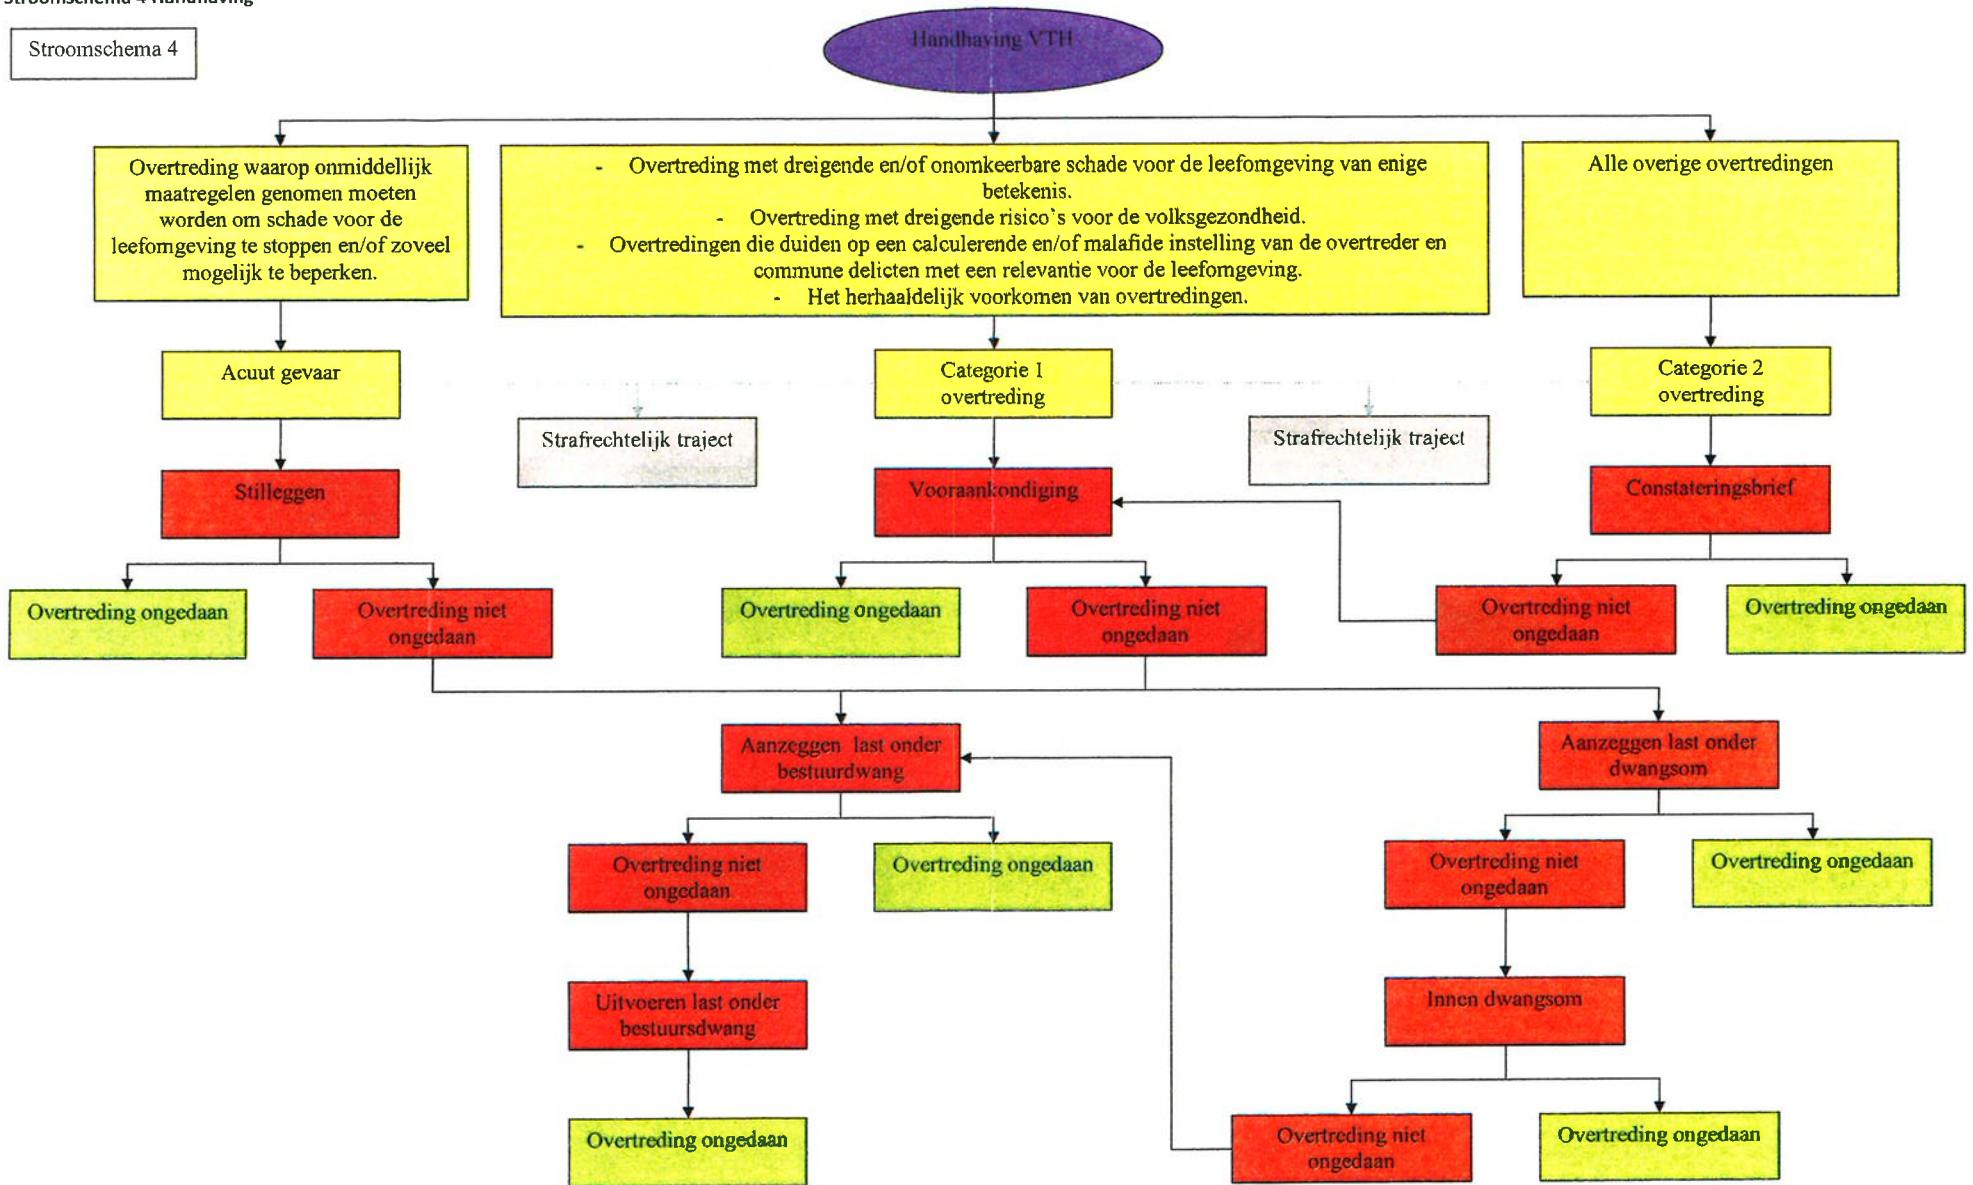 Stroomschema 4 Handhaving
Stroomschema 4
Handhaving VTH
Overtreding waarop onmiddellijk
maatregelen genomen moeten
worden om schade voor de
leefomgeving te stoppen en/of zoveel
mogelijk te beperken.
- Overtreding met dreigende en/of onomkeerbare schade voor de leefomgeving van enige
betekenis.
- Overtreding met dreigende risico`s voor de volksgezondheid.
- Overtredingen die duiden op een calculerende en/of malafide instelling van de overtreder en
commune delicten met een relevantie voor de leefomgeving.
- Het herhaaldelijk voorkomen van overtredingen.
Alle overige overtredingen
Acuut gevaar
Categorie 1
overtreding
Categorie 2
overtreding
Strafrechtelijk traject
Strafrechtelijk traject
Stilleggen
Vooraankondiging
Constateringsbrief
Overtreding ongedaan
Overtreding niet
ongedaan
Overtreding ongedaan
Overtreding niet
ongedaan
Overtreding niet
ongedaan
Overtreding ongedaan
Aanzeggen last onder
bestuurdwang
Aanzeggen last onder
dwangsom
Overtreding niet
ongedaan
Overtreding ongedaan
Overtreding niet
ongedaan
Overtreding ongedaan
Uitvoeren last onder
bestuursdwang
Innen dwangsom
Overtreding ongedaan
Overtreding niet
ongedaan
Overtreding ongedaan